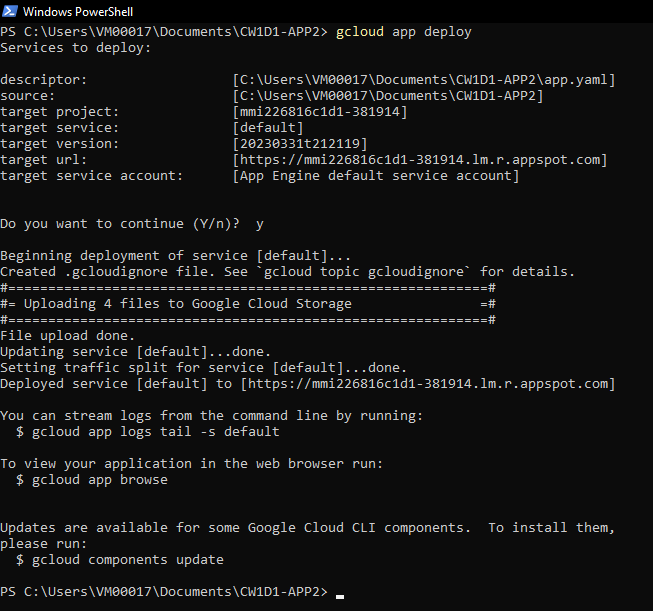 Windows PowerShell
PS C:\Users\VM00017\Documents\CW1D1-APP2> gcloud app deploy
Services to deploy:
descriptor:                  [C:\Users\VM00017\Documents\CW1D1-APP2\app.yaml]
source:                      [C:\Users\VM00017\Documents\CW1D1-APP2]
target project:              [mmi226816c1d1-381914]
target service:              [default]
target version:              [20230331t212119]
target url:                  [https://mmi226816c1d1-381914.lm.r.appspot.com]
target service account:      [App Engine default service account]
Do you want to continue (Y/n)?  y
Beginning deployment of service [default]...
Created .gcloudignore file. See `gcloud topic gcloudignore` for details.
#============================================================#
#= Uploading 4 files to Google Cloud Storage                =#
#============================================================#
File upload done.
Updating service [default]...done.
Setting traffic split for service [default]...done.
Deployed service [default] to [https://mmi226816c1d1-381914.lm.r.appspot.com]
You can stream logs from the command line by running:
  $ gcloud app logs tail -s default
To view your application in the web browser run:
  $ gcloud app browse
Updates are available for some Google Cloud CLI components.  To install them,
please run:
  $ gcloud components update
PS C:\Users\VM00017\Documents\CW1D1-APP2>